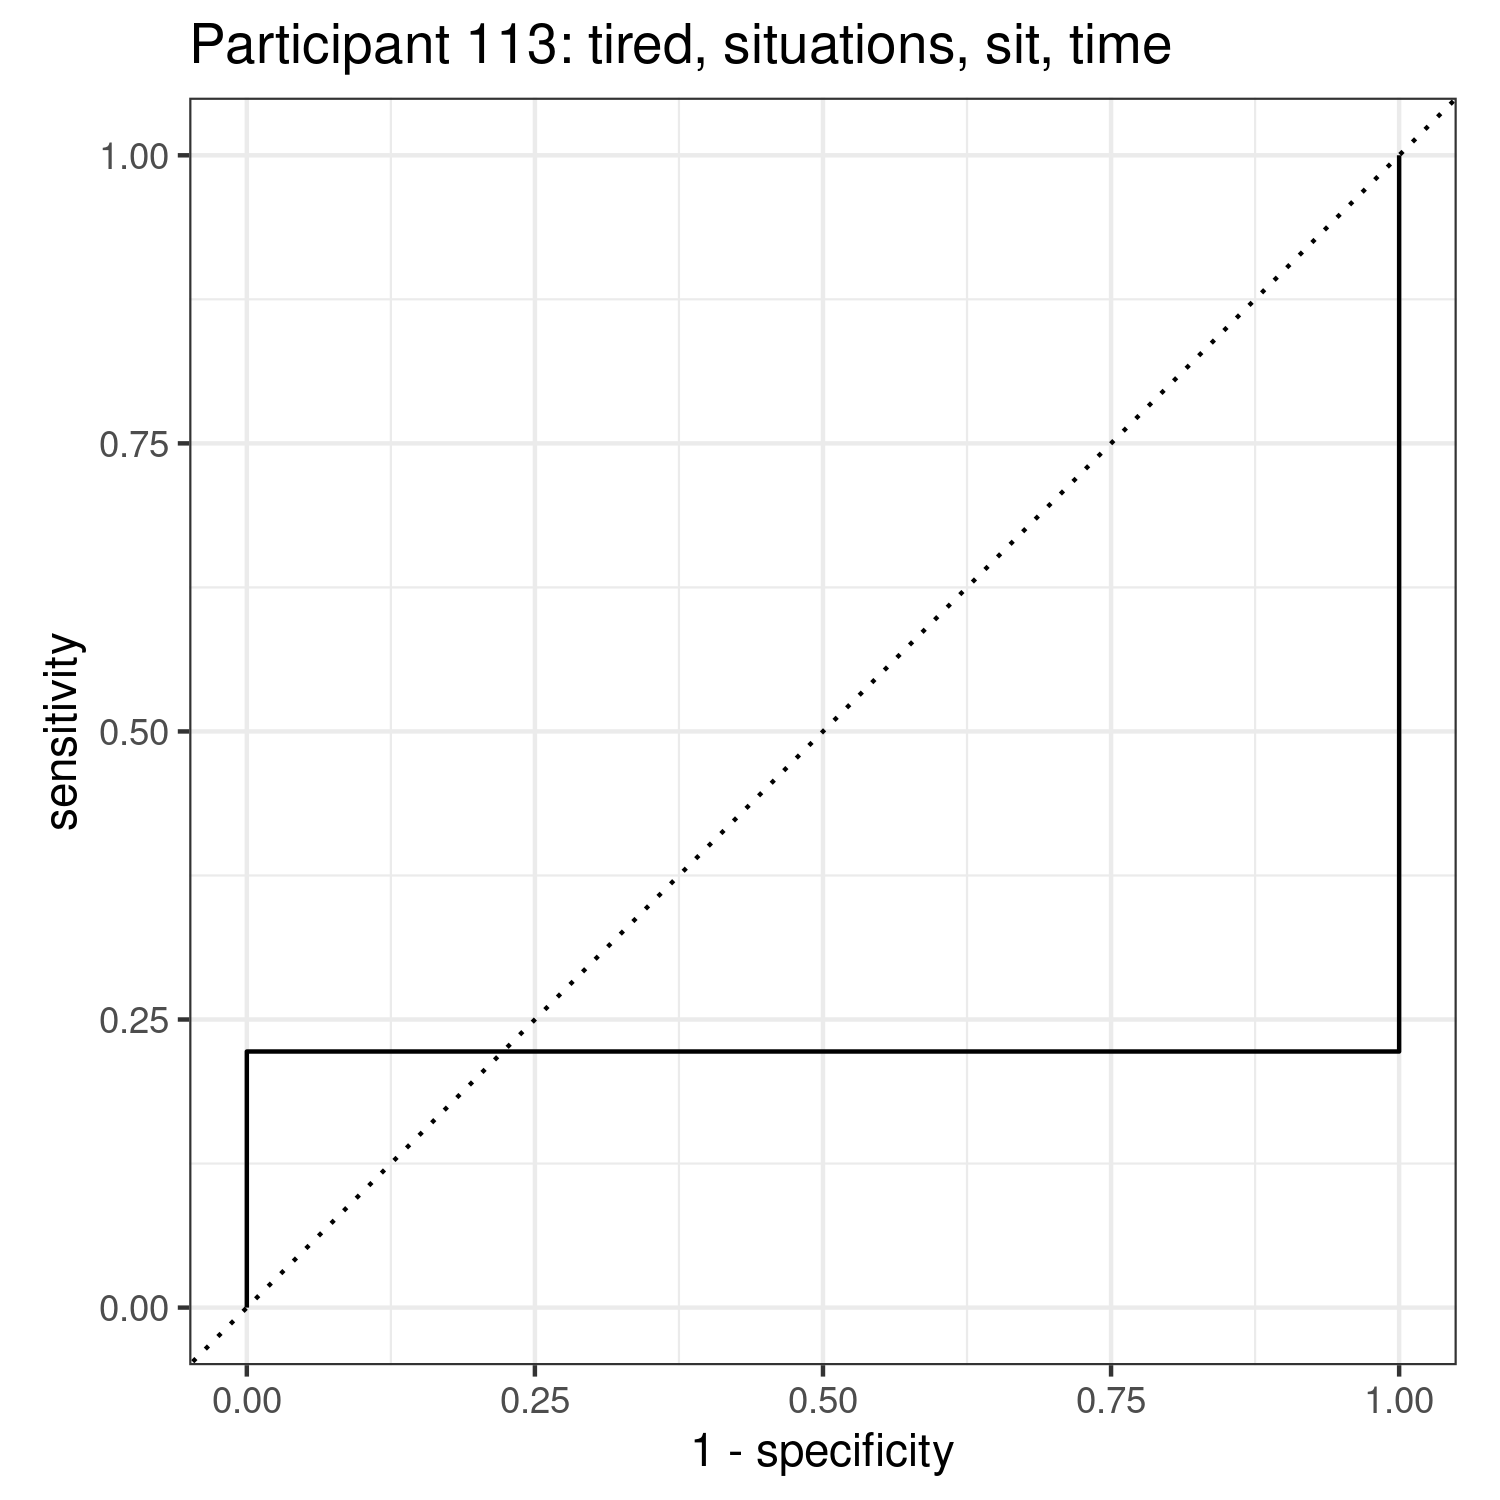 Participant 113: tired, situations, sit, time
1.00
0.75
0.50
0.25
0.00
sensitivity
0.00 0.25 0.50 0.75 1.00
1 - specificity